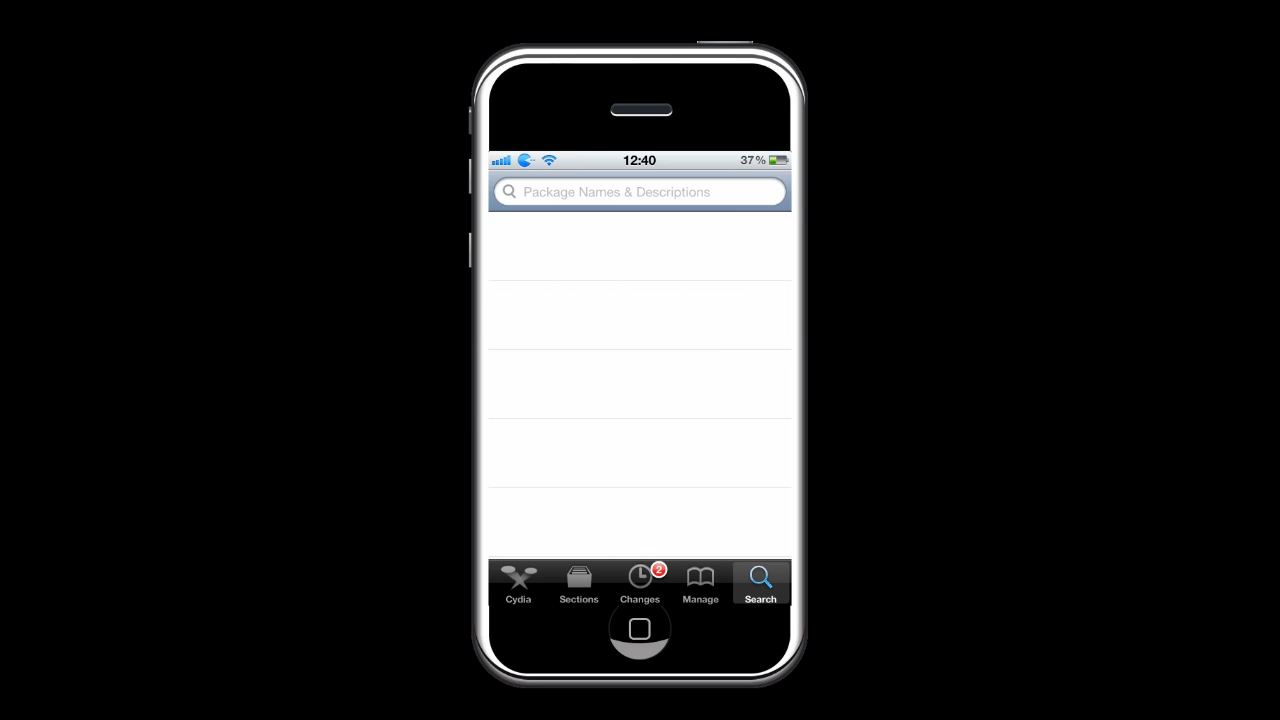 12:40 37%
Package Names & Descriptions
2
Cydia Sections Changes Manage Search